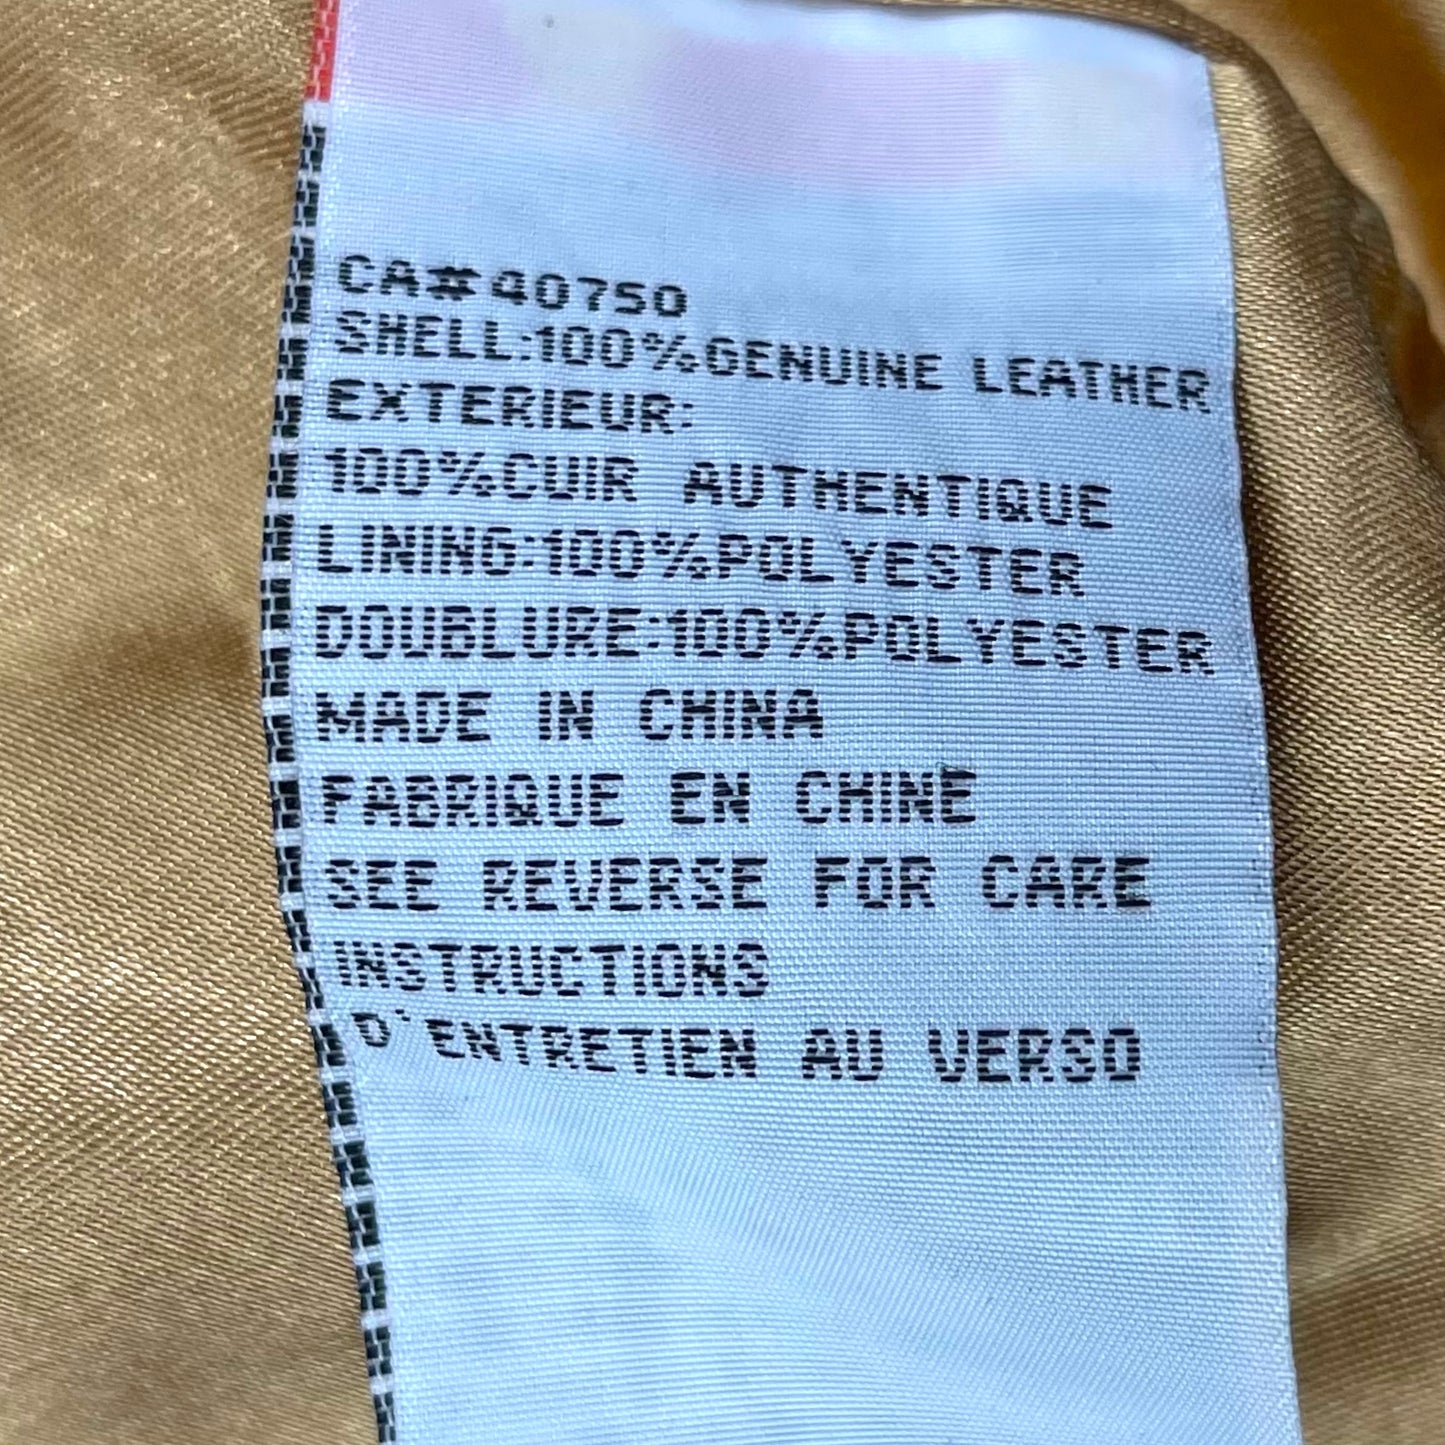 CA#40750
SHELL:100%GENUINE LEATHER
EXTERIEUR:
100%CUIR AUTHENTIQUE
LINING:100%POLYESTER
DOUBLURE:100%POLYESTER
MADE IN CHINA
FABRIQUE EN CHINE
SEE REVERSE FOR CARE
INSTRUCTIONS
D'ENTRETIEN AU VERSO